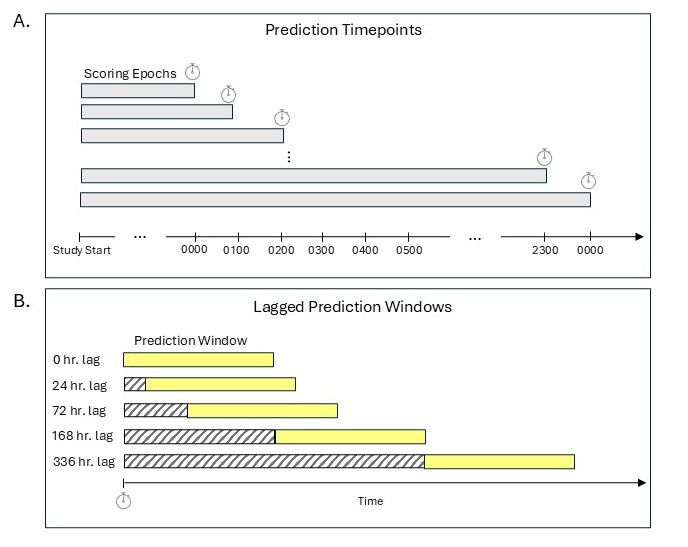 A.
Prediction Timepoints
Scoring Epochs
⋮
... ...
Study Start 0000 0100 0200 0300 0400 0500 2300 0000
B.
Lagged Prediction Windows
Prediction Window
0 hr. lag
24 hr. lag
72 hr. lag
168 hr. lag
336 hr. lag
Time